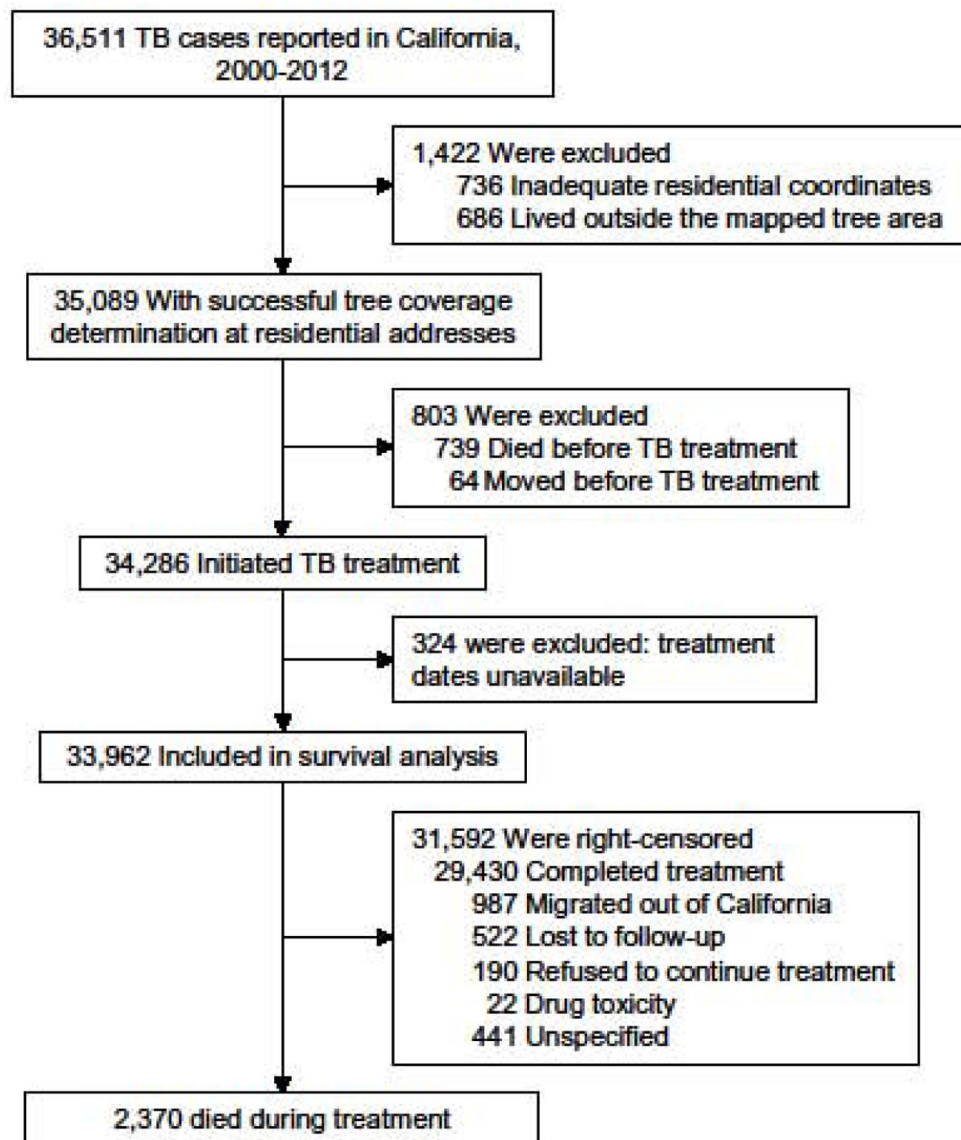 36,511 TB cases reported in California,
2000-2012
1,422 Were excluded
736 Inadequate residential coordinates
686 Lived outside the mapped tree area
35,089 With successful tree coverage
determination at residential addresses
803 Were excluded
739 Died before TB treatment
64 Moved before TB treatment
34,286 Initiated TB treatment
324 were excluded: treatment
dates unavailable
33,962 Included in survival analysis
31,592 Were right-censored
29,430 Completed treatment
987 Migrated out of California
522 Lost to follow-up
190 Refused to continue treatment
22 Drug toxicity
441 Unspecified
2,370 died during treatment